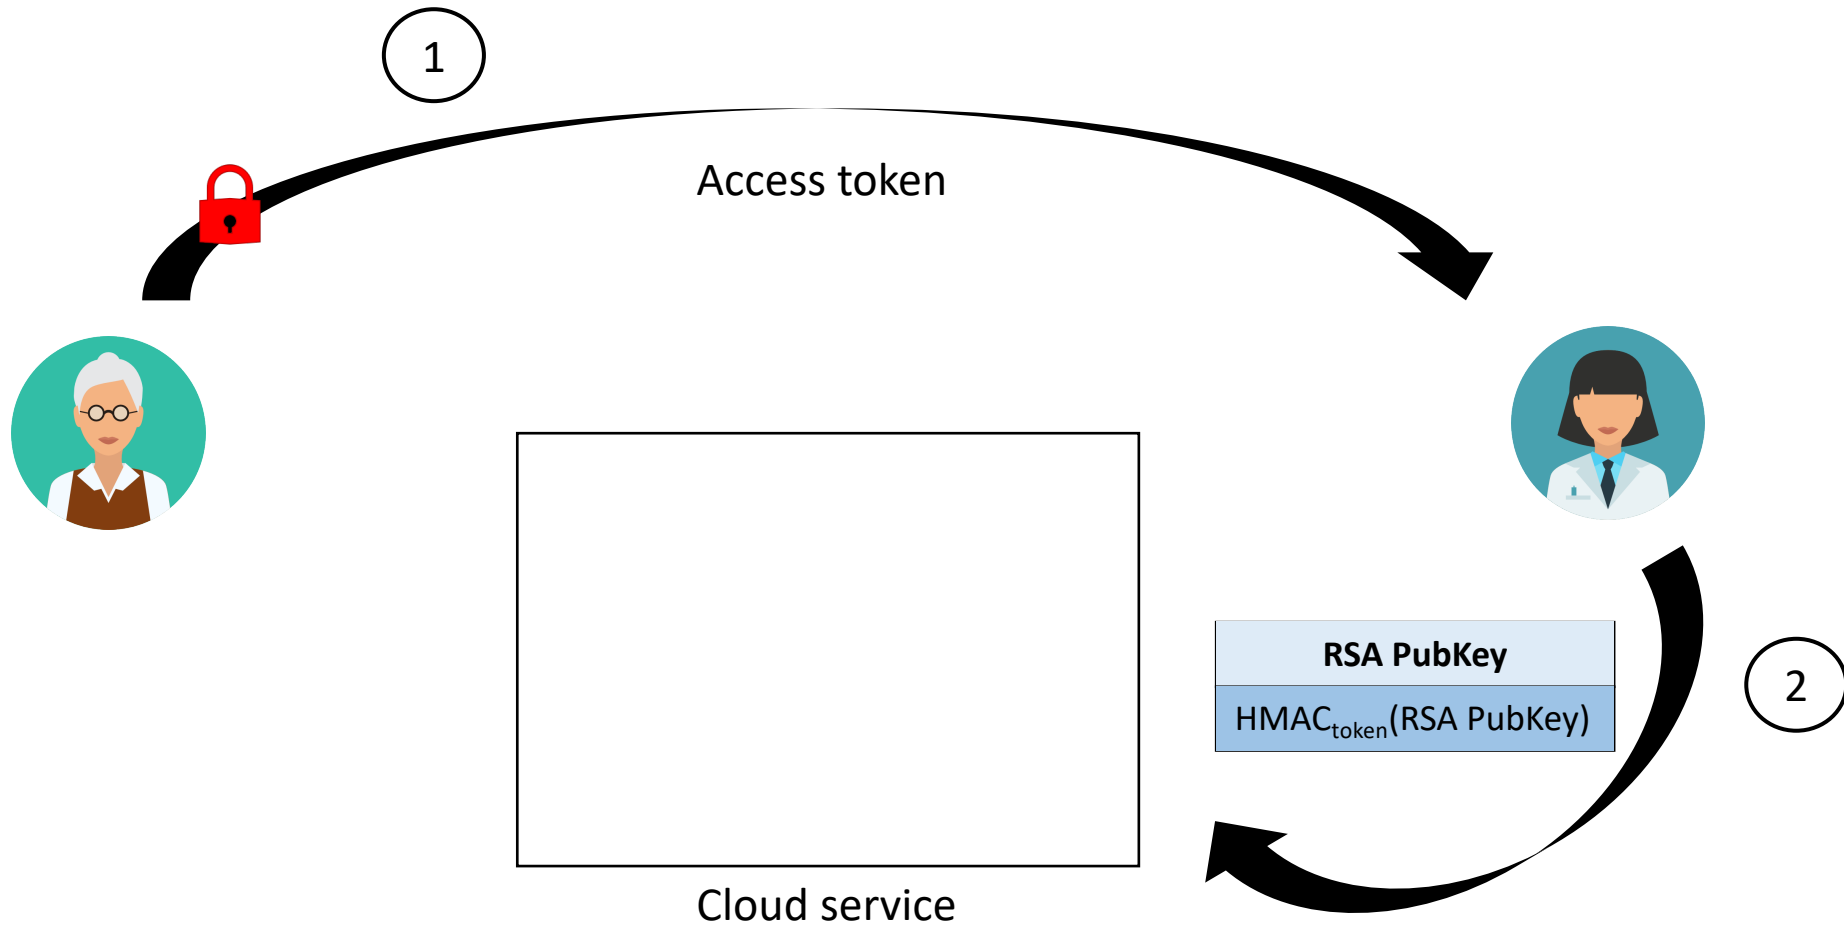 1
Access token
RSA PubKey
HMACtoken(RSA PubKey)
2
Cloud service